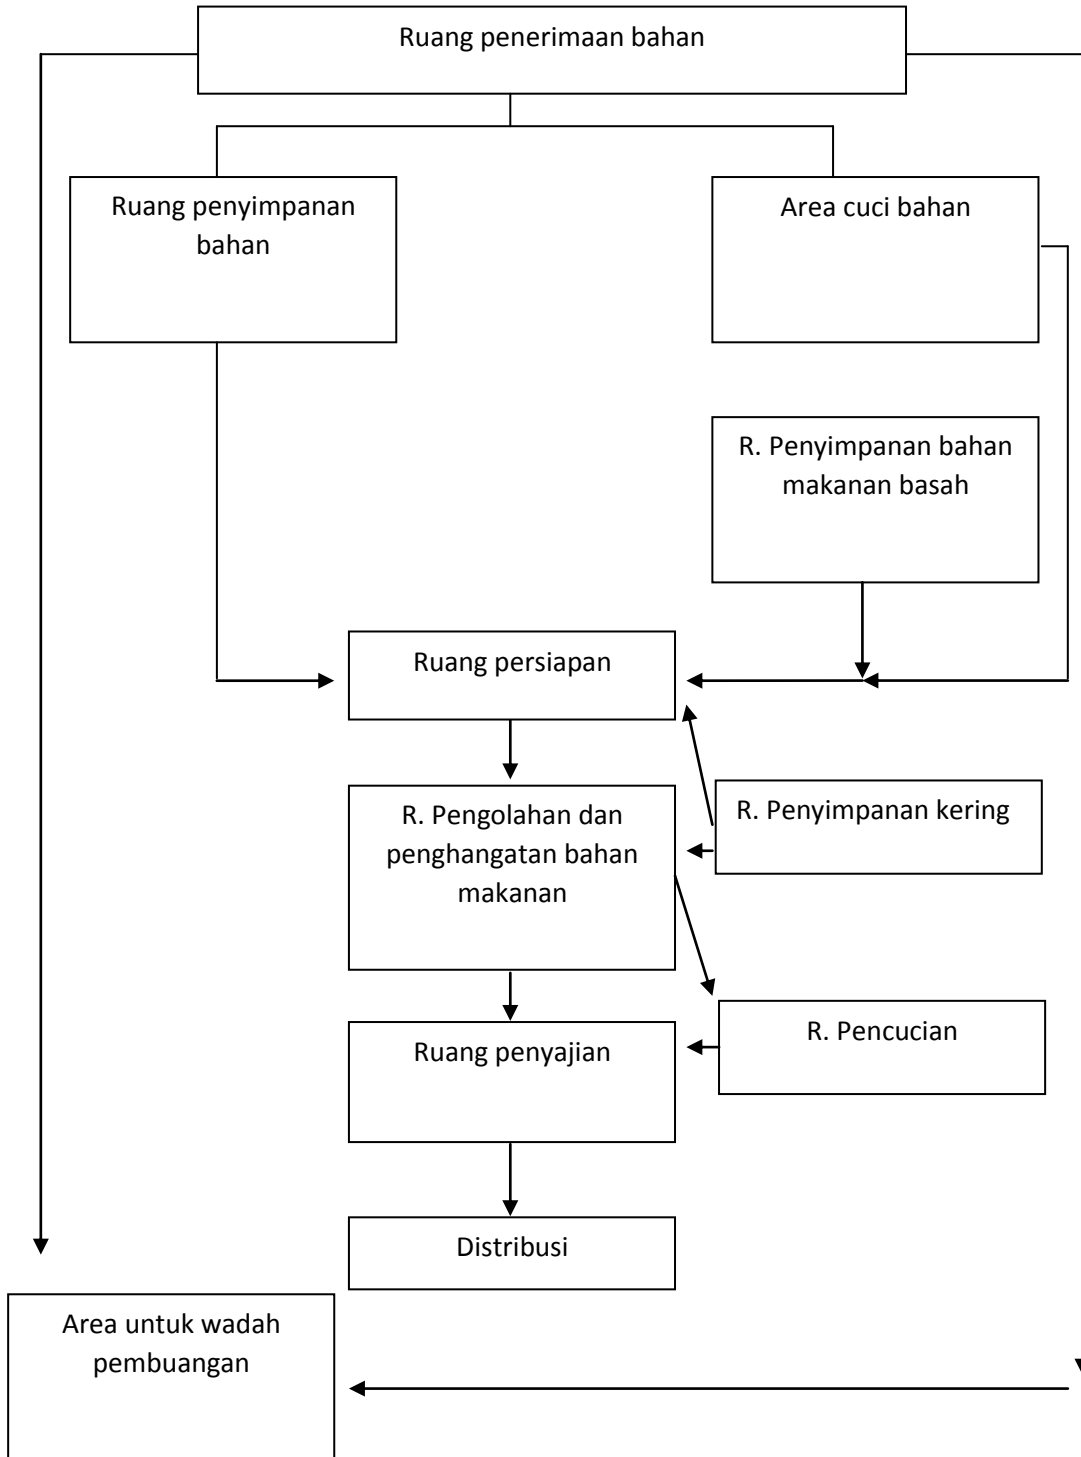 Ruang penerimaan bahan
Ruang penyimpanan
bahan
Area cuci bahan
R. Penyimpanan bahan
makanan basah
Ruang persiapan
R. Pengolahan dan
penghangatan bahan
makanan
R. Penyimpanan kering
R. Pencucian
Ruang penyajian
Distribusi
Area untuk wadah
pembuangan